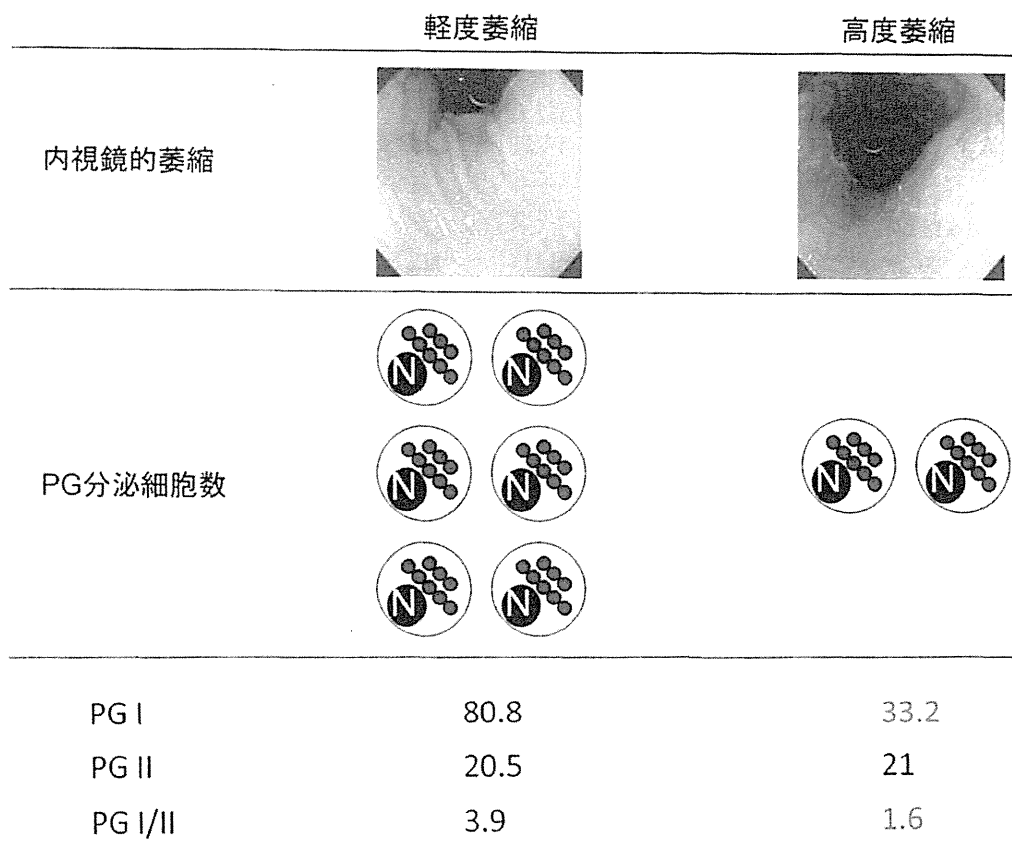 軽度萎縮 高度萎縮
内視鏡的萎縮
N N
N N N N
PG分泌細胞数
N N
PG I 80.8 33.2
PG II 20.5 21
PG I/II 3.9 1.6